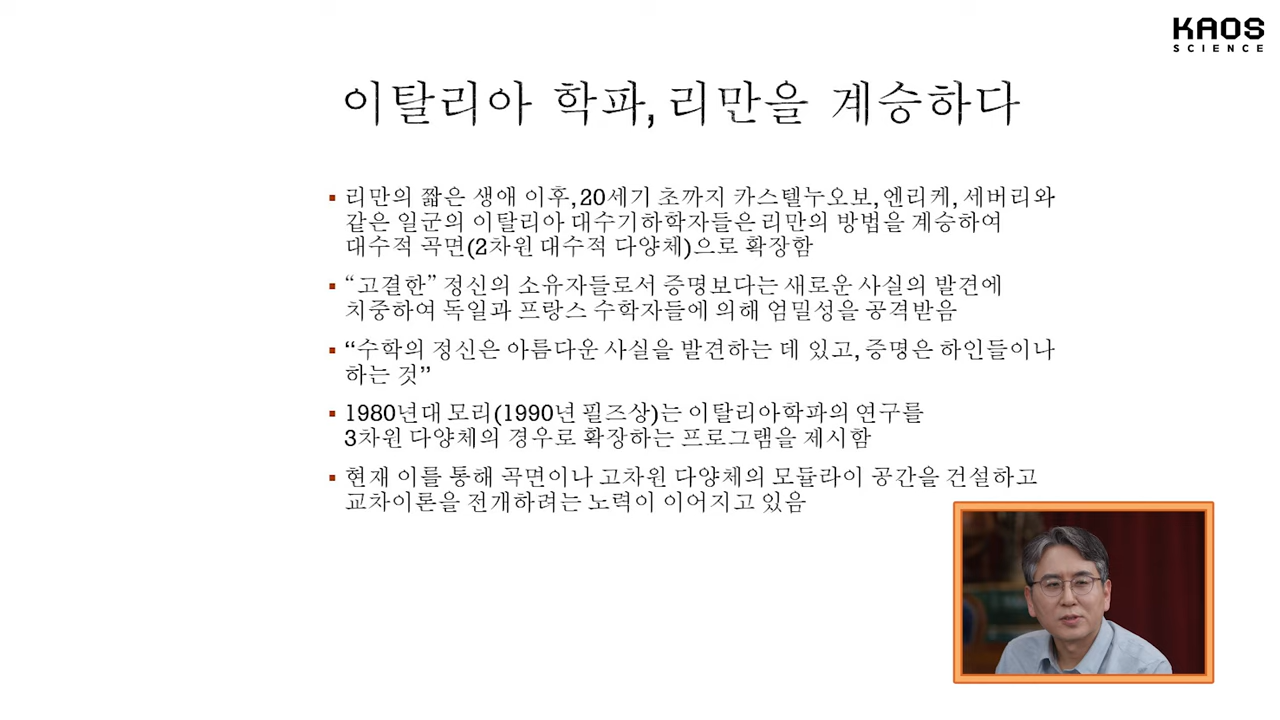 KAOS
SCIENCE
이탈리아 학파, 리만을 계승하다
▪ 리만의 짧은 생애 이후, 20세기 초까지 카스텔누오보, 엔리케, 세버리와
같은 일군의 이탈리아 대수기하학자들은 리만의 방법을 계승하여
대수적 곡면(2차원 대수적 다양체)으로 확장함
▪ “고결한” 정신의 소유자들로서 증명보다는 새로운 사실의 발견에
치중하여 독일과 프랑스 수학자들에 의해 엄밀성을 공격받음
▪ “수학의 정신은 아름다운 사실을 발견하는 데 있고, 증명은 하인들이나
하는 것”
▪ 1980년대 모리(1990년 필즈상)는 이탈리아학파의 연구를
3차원 다양체의 경우로 확장하는 프로그램을 제시함
▪ 현재 이를 통해 곡면이나 고차원 다양체의 모듈라이 공간을 건설하고
교차이론을 전개하려는 노력이 이어지고 있음